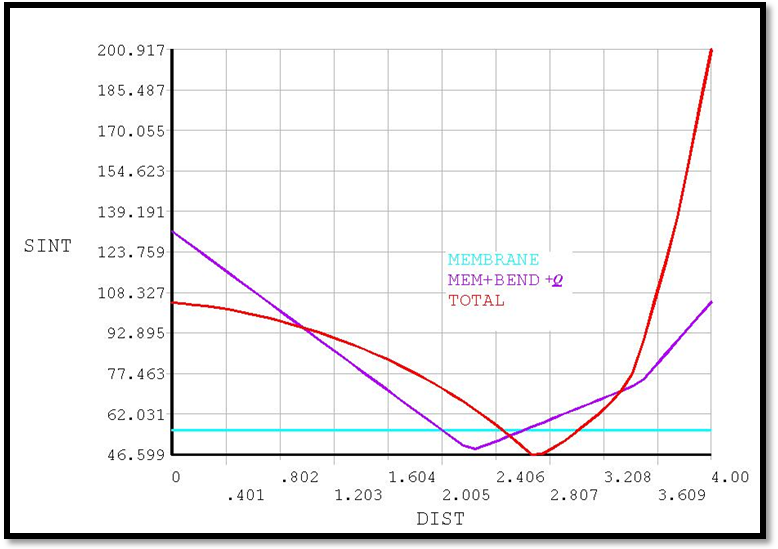 200.917
185.487
170.055
154.623
139.191
SINT
123.759
108.327
92.895
77.463
62.031
46.599
MEMBRANE
MEM+BEND +Q
TOTAL
0 .802 1.604 2.406 3.208 4.00
.401 1.203 2.005 2.807 3.609
DIST